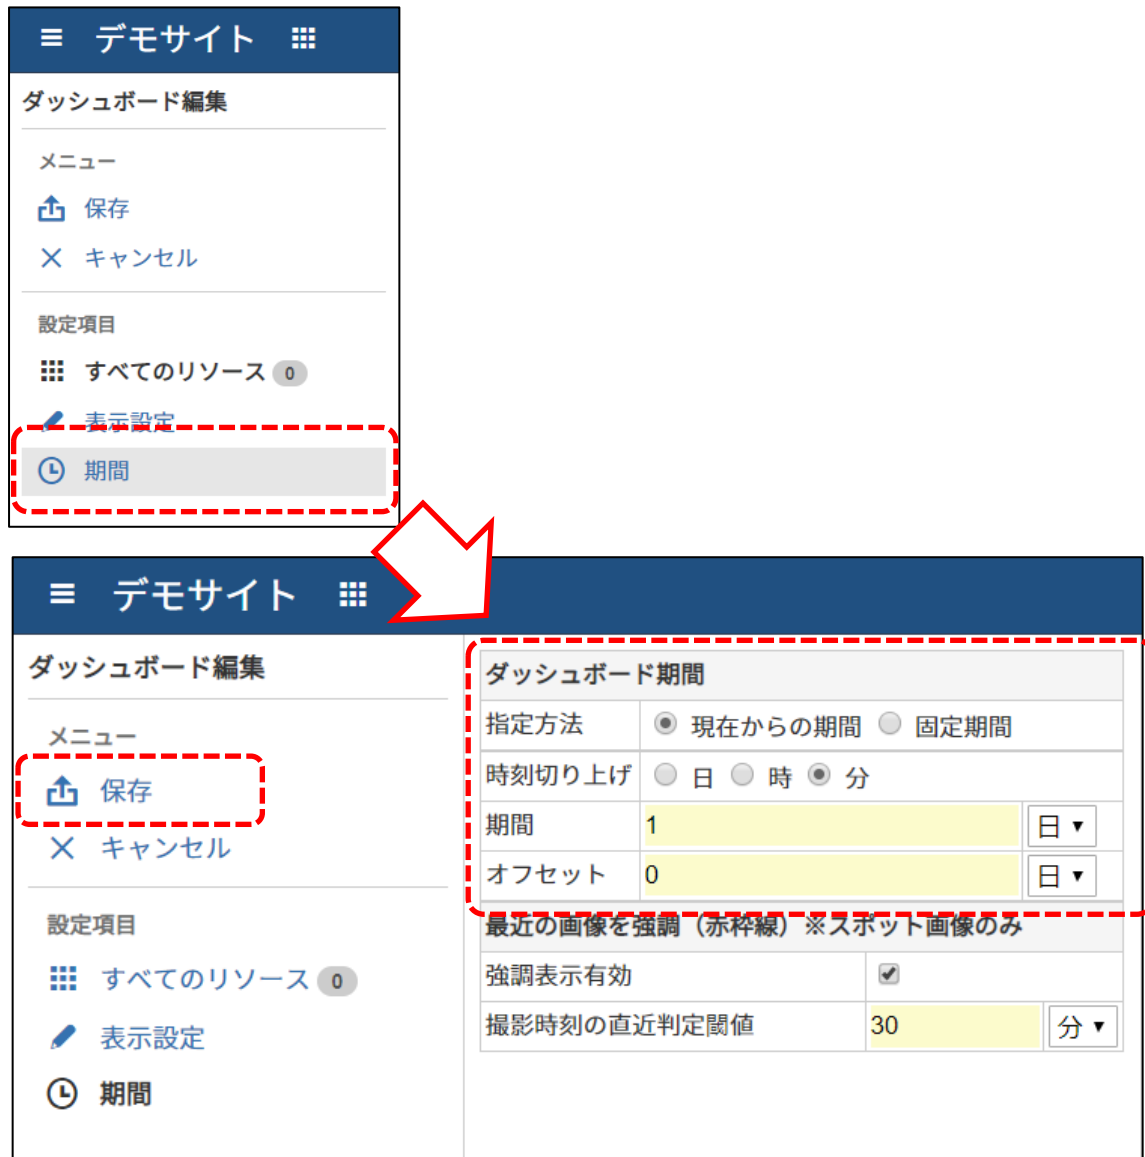 デモサイト
ダッシュボード編集
メニュー
保存
キャンセル
設定項目
すべてのリソース 0
表示設定
期間
デモサイト
ダッシュボード編集
メニュー
保存
キャンセル
設定項目
すべてのリソース 0
表示設定
期間
ダッシュボード期間
指定方法 現在からの期間 固定期間
時刻切り上げ 日 時 分
期間 1 日
オフセット 0 日
最近の画像を強調（赤枠線）※スポット画像のみ
強調表示有効
撮影時刻の直近判定閾値 30 分